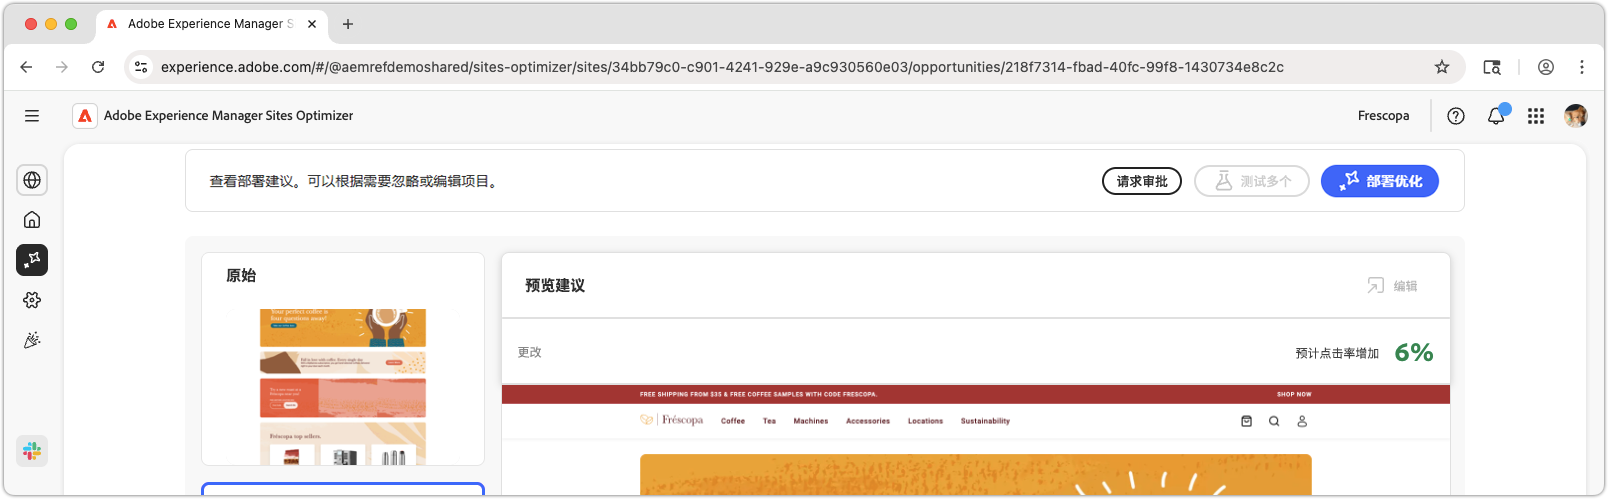 Adobe Experience Manager S
experience.adobe.com/#/@aemrefdemoshared/sites-optimizer/sites/34bb79c0-c901-4241-929e-a9c930560e03/opportunities/218f7314-fbad-40fc-99f8-1430734e8c2c
Adobe Experience Manager Sites Optimizer
Frescopa
查看部署建议。可以根据需要忽略或编辑项目。
请求审批
测试多个
部署优化
原始
Your perfect coffee is
four questions away!
Fréscopa top sellers.
预览建议
编辑
更改
预计点击率增加 6%
FREE SHIPPING FROM $35 & FREE COFFEE SAMPLES WITH CODE FRESCOPA.
SHOP NOW
Fréscopa
Coffee Tea Machines Accessories Locations Sustainability